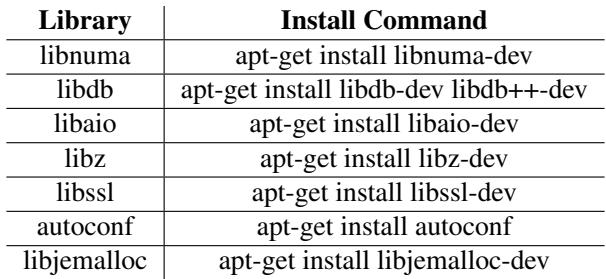 Library Install Command
libnuma apt-get install libnuma-dev
libdb apt-get install libdb-dev libdb++-dev
libaio apt-get install libaio-dev
libz apt-get install libz-dev
libssl apt-get install libssl-dev
autoconf apt-get install autoconf
libjemalloc apt-get install libjemalloc-dev